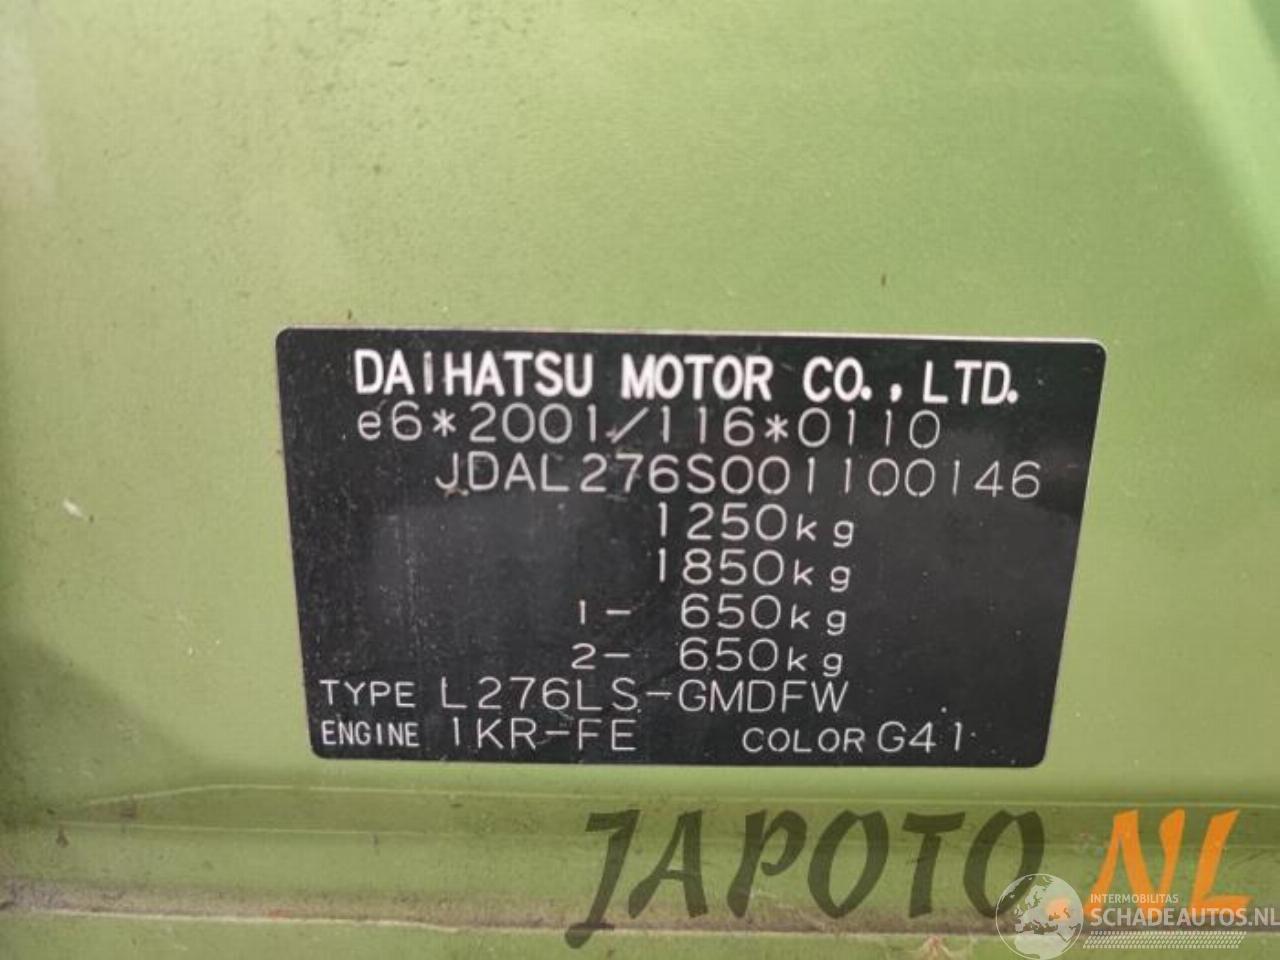 DAIHATSU MOTOR CO., LTD.
e6*2001/116*0110
JDAL276S001100146
1250kg
1850kg
1- 650kg
2- 650kg
TYPE L276LS-GMDFW
ENGINE 1KR-FE COLOR G41
JAPOTO.NL
INTERMOBILITAS
SCHADEAUTOS.NL